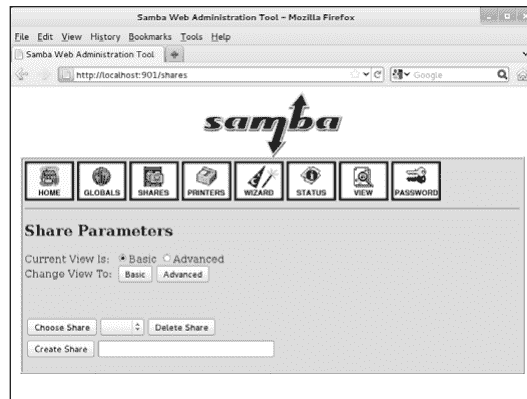 Samba Web Administration Tool - Mozilla Firefox
File Edit View History Bookmarks Tools Help
Samba Web Administration Tool
http://localhost:901/shares
Google
samba
HOME GLOBALS SHARES PRINTERS WIZARD STATUS VIEW PASSWORD
Share Parameters
Current View Is: Basic Advanced
Change View To: Basic Advanced
Choose Share Delete Share
Create Share